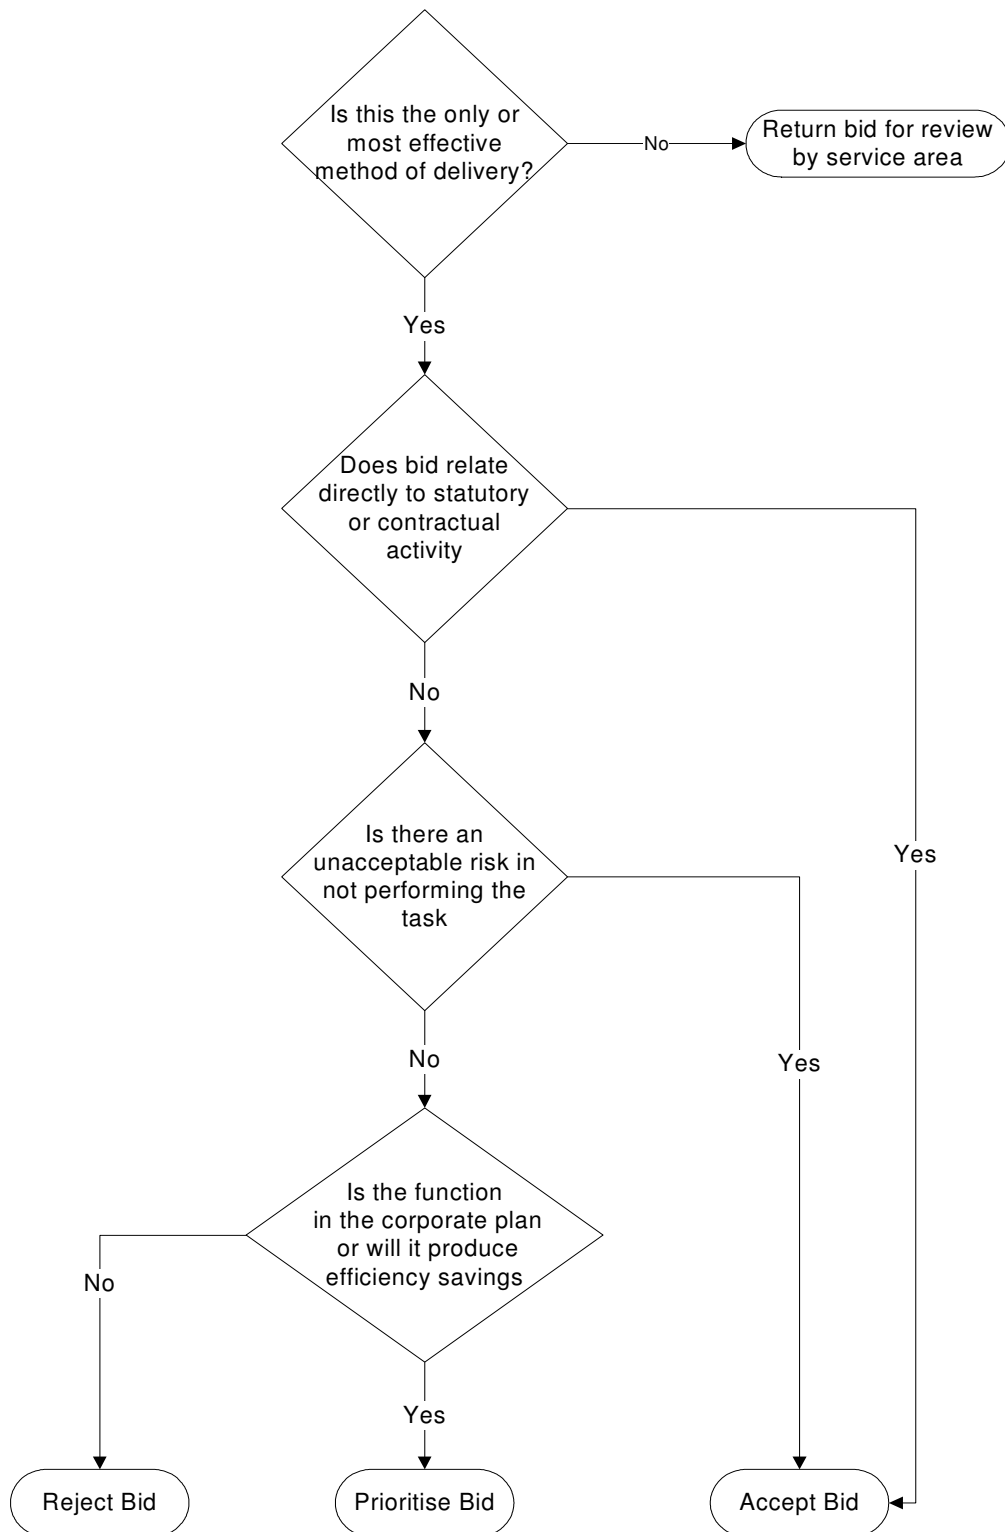 Is this the only or
most effective
method of delivery?
No
Return bid for review
by service area
Yes
Does bid relate
directly to statutory
or contractual
activity
No
Yes
Is there an
unacceptable risk in
not performing the
task
No
Yes
Is the function
in the corporate plan
or will it produce
efficiency savings
No
Yes
Reject Bid
Prioritise Bid
Accept Bid